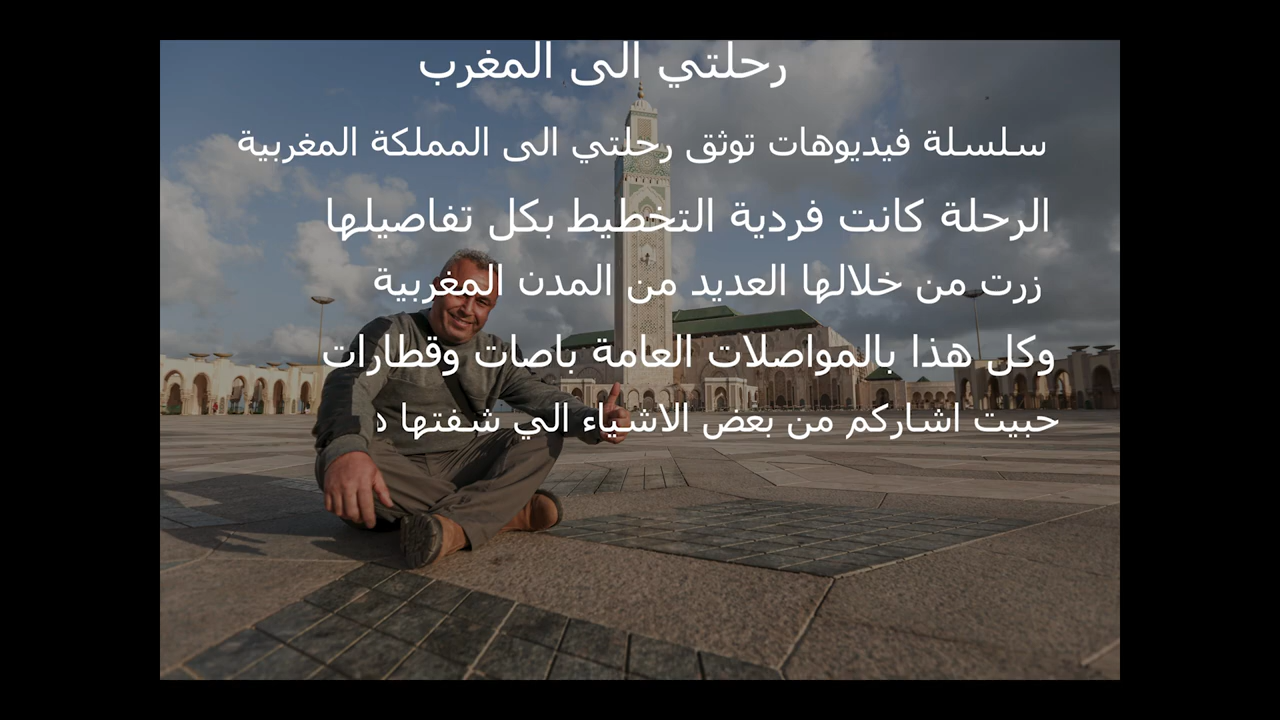 رحلتي الى المغرب
سلسلة فيديوهات توثق رحلتي الى المملكة المغربية
الرحلة كانت فردية التخطيط بكل تفاصيلها
زرت من خلالها العديد من المدن المغربية
وكل هذا بالمواصلات العامة باصات وقطارات
حبيت اشاركم من بعض الاشياء الي شفتها د